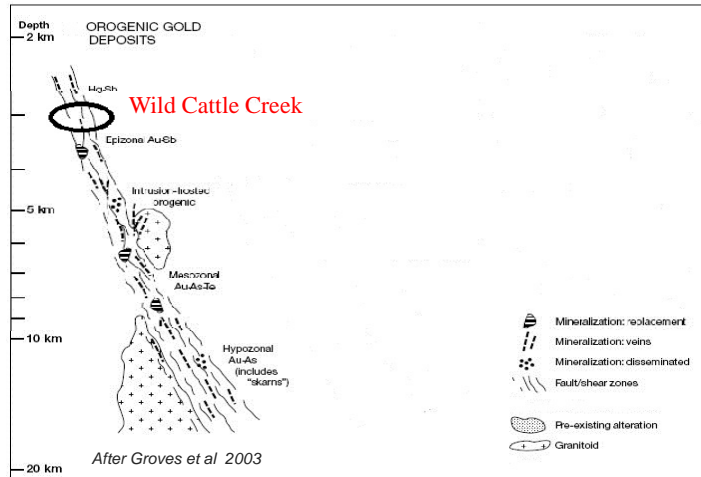 Depth
2 km
OROGENIC GOLD
DEPOSITS
Hg-Sb
Wild Cattle Creek
Epizonal Au-Sb
Intrusion-hosted
orogenic
5 km
Mesozonal
Au-As-Te
10 km
Hypozonal
Au-As
(includes
"skarns")
Mineralization: replacement
Mineralization: veins
Mineralization: disseminated
Fault/shear zones
Pre-existing alteration
Granitoid
After Groves et al 2003
20 km